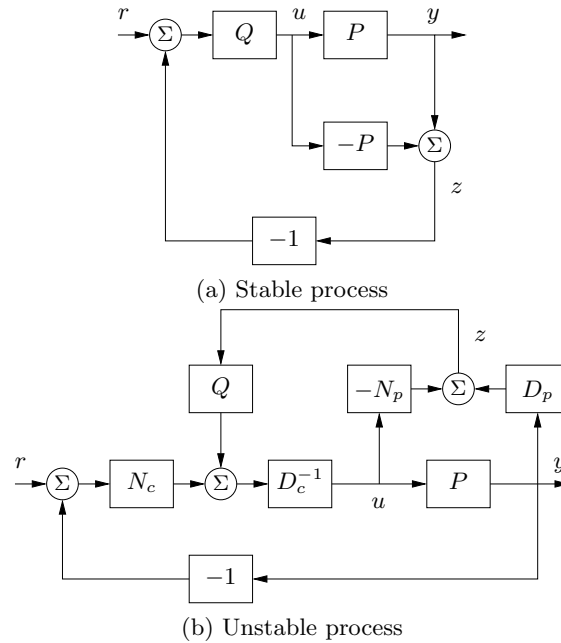 r Σ Q u P y
−P Σ
z
−1
(a) Stable process
z
Q −N_p Σ D_p
r Σ N_c Σ D_c^{-1} u P y
−1
(b) Unstable process